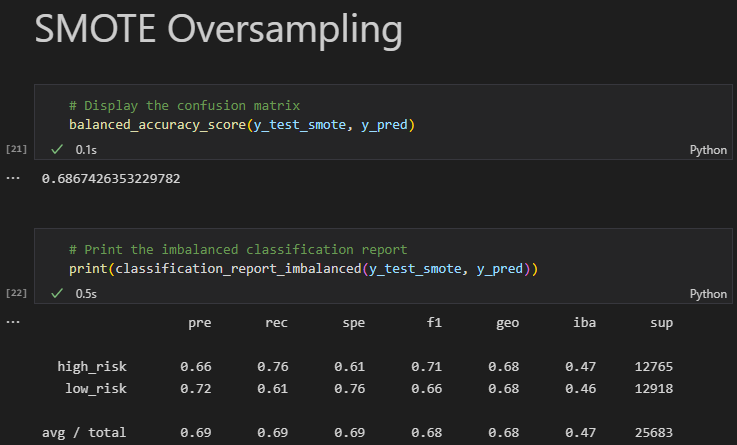 SMOTE Oversampling
# Display the confusion matrix
balanced_accuracy_score(y_test_smote, y_pred)
[21] 0.1s Python
... 0.6867426353229782
# Print the imbalanced classification report
print(classification_report_imbalanced(y_test_smote, y_pred))
[22] 0.5s Python
... pre rec spe f1 geo iba sup
high_risk 0.66 0.76 0.61 0.71 0.68 0.47 12765
low_risk 0.72 0.61 0.76 0.66 0.68 0.46 12918
avg / total 0.69 0.69 0.69 0.68 0.68 0.47 25683